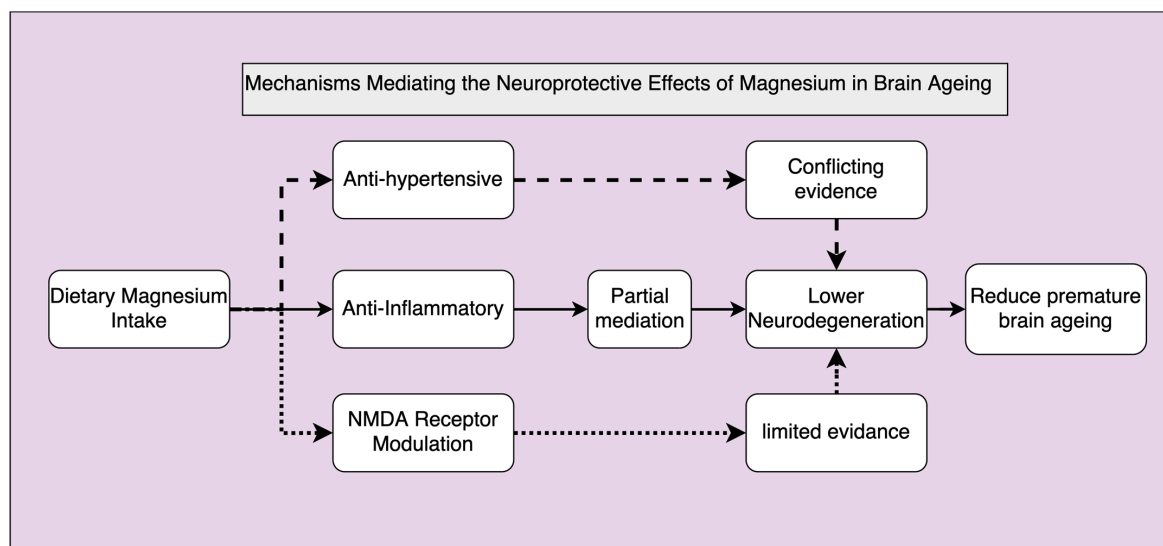 Mechanisms Mediating the Neuroprotective Effects of Magnesium in Brain Ageing
Anti-hypertensive
Conflicting
evidence
Dietary Magnesium
Intake
Anti-Inflammatory
Partial
mediation
Lower
Neurodegeneration
Reduce premature
brain ageing
NMDA Receptor
Modulation
limited evidance